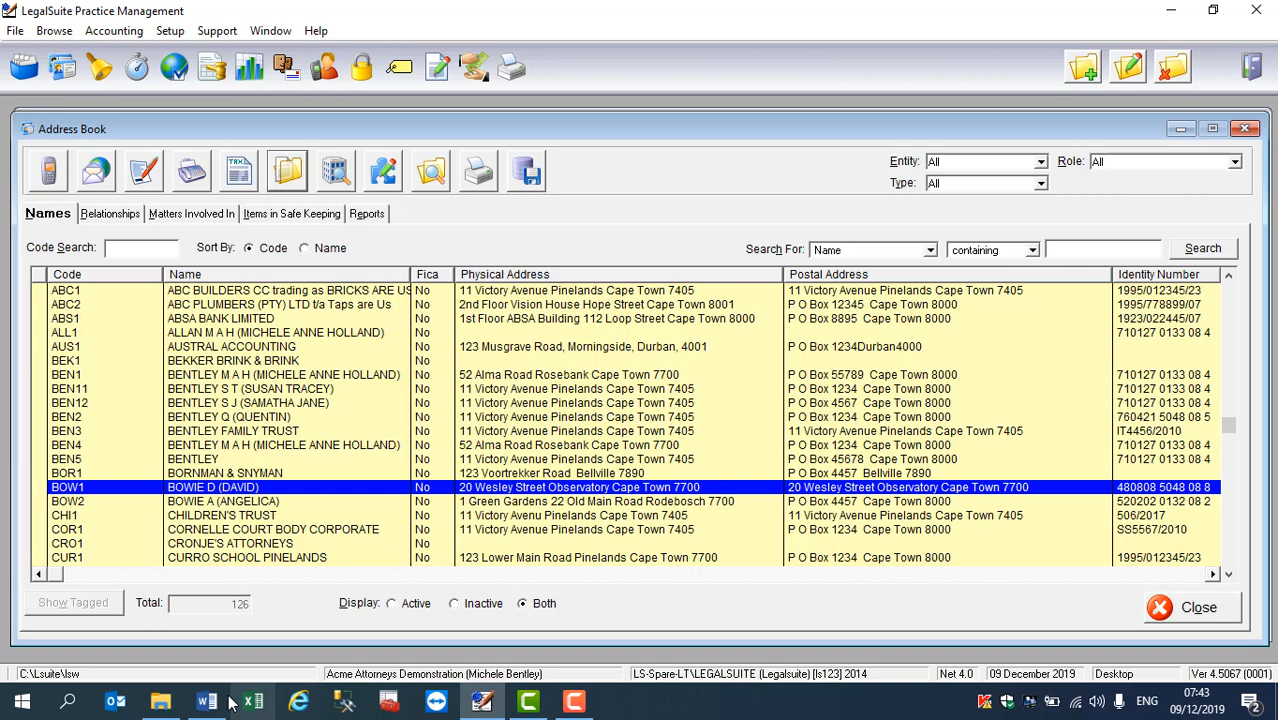 LegalSuite Practice Management
File Browse Accounting Setup Support Window Help
Address Book
TAX
Entity: All Role: All
Type: All
Names Relationships Matters Involved In Items in Safe Keeping Reports
Code Search: Sort By: Code Name Search For: Name containing Search
Code Name Fica Physical Address Postal Address Identity Number
ABC1 ABC BUILDERS CC trading as BRICKS ARE US No 11 Victory Avenue Pinelands Cape Town 7405 11 Victory Avenue Pinelands Cape Town 7405 1995/012345/23
ABC2 ABC PLUMBERS (PTY) LTD t/a Taps are Us No 2nd Floor Vision House Hope Street Cape Town 8001 P O Box 12345 Cape Town 8000 1995/778899/07
ABS1 ABSA BANK LIMITED No 1st Floor ABSA Building 112 Loop Street Cape Town 8000 P O Box 8895 Cape Town 8000 1923/022445/07
ALL1 ALLAN M A H (MICHELE ANNE HOLLAND) No 710127 0133 08 4
AUS1 AUSTRAL ACCOUNTING No 123 Musgrave Road, Morningside, Durban, 4001 P O Box 1234Durban4000
BEK1 BEKKER BRINK & BRINK No
BEN1 BENTLEY M A H (MICHELE ANNE HOLLAND) No 52 Alma Road Rosebank Cape Town 7700 P O Box 55789 Cape Town 8000 710127 0133 08 4
BEN11 BENTLEY S T (SUSAN TRACEY) No 11 Victory Avenue Pinelands Cape Town 7405 P O Box 1234 Cape Town 8000
BEN12 BENTLEY S J (SAMATHA JANE) No 11 Victory Avenue Pinelands Cape Town 7405 P O Box 4567 Cape Town 8000
BEN2 BENTLEY Q (QUENTIN) No 11 Victory Avenue Pinelands Cape Town 7405 P O Box 1234 Cape Town 8000 760421 5048 08 5
BEN3 BENTLEY FAMILY TRUST No 11 Victory Avenue Pinelands Cape Town 7405 11 Victory Avenue Pinelands Cape Town 7405 IT4456/2010
BEN4 BENTLEY M A H (MICHELE ANNE HOLLAND) No 52 Alma Road Rosebank Cape Town 7700 P O Box 1234 Cape Town 8000 710127 0133 08 4
BEN5 BENTLEY No 11 Victory Avenue Pinelands Cape Town 7405 P O Box 45678 Cape Town 8000 710127 0133 08 4
BOR1 BORNMAN & SNYMAN No 123 Voortrekker Road Bellville 7890 P O Box 4457 Bellville 7890
BOW1 BOWIE D (DAVID) No 20 Wesley Street Observatory Cape Town 7700 20 Wesley Street Observatory Cape Town 7700 480808 5048 08 8
BOW2 BOWIE A (ANGELICA) No 1 Green Gardens 22 Old Main Road Rodebosch 7700 P O Box 4457 Cape Town 8000 520202 0132 08 2
CHI1 CHILDREN'S TRUST No 11 Victory Avenu Pinelands Cape Town 7405 11 Victory Avenue Pinelands Cape Town 7405 506/2017
COR1 CORNELLE COURT BODY CORPORATE No 11 Victory Avenue Pinelands Cape Town 7405 P O Box 1234 Cape Town 8000 SS5567/2010
CRO1 CRONJE'S ATTORNEYS No
CUR1 CURRO SCHOOL PINELANDS No 123 Lower Main Road Pinelands Cape Town 7700 P O Box 1234 Cape Town 8000 1995/012345/23
Show Tagged Total: 126 Display: Active Inactive Both Close
C:\Lsuite\lsw Acme Attorneys Demonstration (Michele Bentley) LS-Spare-LT\LEGALSUITE (Legalsuite) [ls123] 2014 Net 4.0 09 December 2019 Desktop Ver 4.5067 (0001)
ENG 07:43
09/12/2019 2